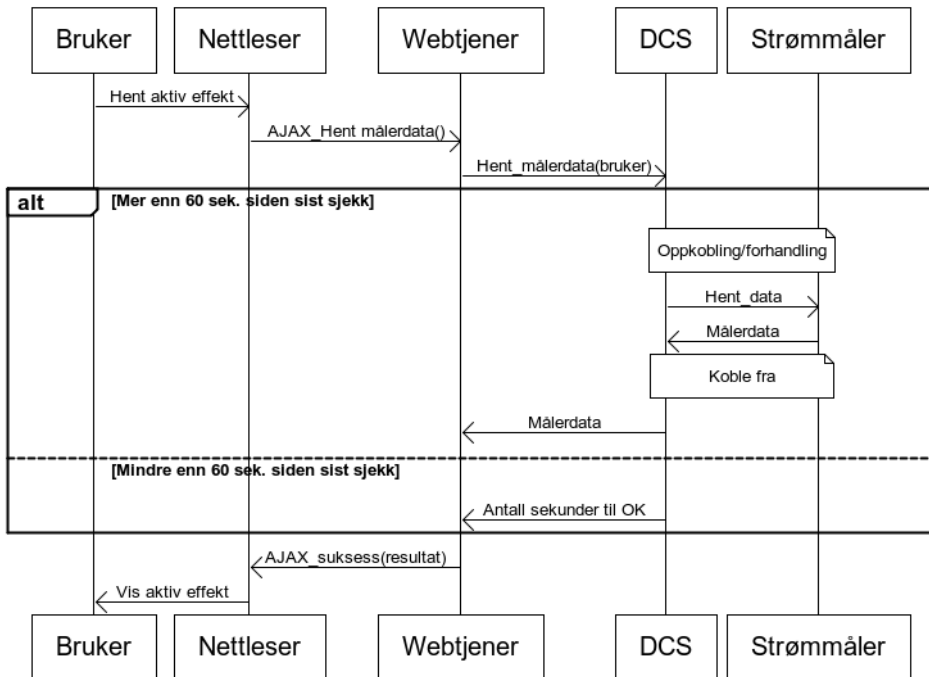 Bruker Nettleser Webtjener DCS Strømmåler
Hent aktiv effekt
AJAX_Hent målerdata()
Hent_målerdata(bruker)
alt [Mer enn 60 sek. siden sist sjekk]
Oppkobling/forhandling
Hent_data
Målerdata
Koble fra
Målerdata
[Mindre enn 60 sek. siden sist sjekk]
Antall sekunder til OK
AJAX_suksess(resultat)
Vis aktiv effekt
Bruker Nettleser Webtjener DCS Strømmåler